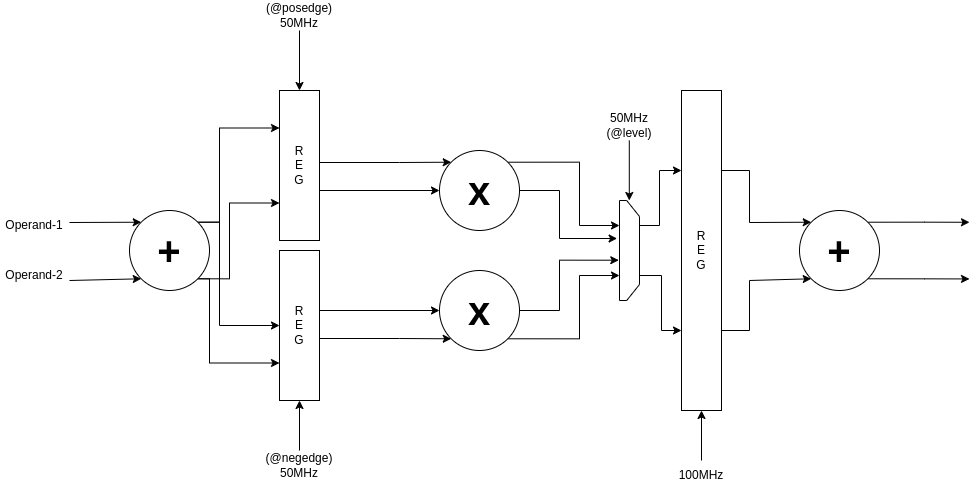 (@posedge)
50MHz
Operand-1
Operand-2
+
R
E
G
R
E
G
(@negedge)
50MHz
x
x
50MHz
(@level)
R
E
G
100MHz
+